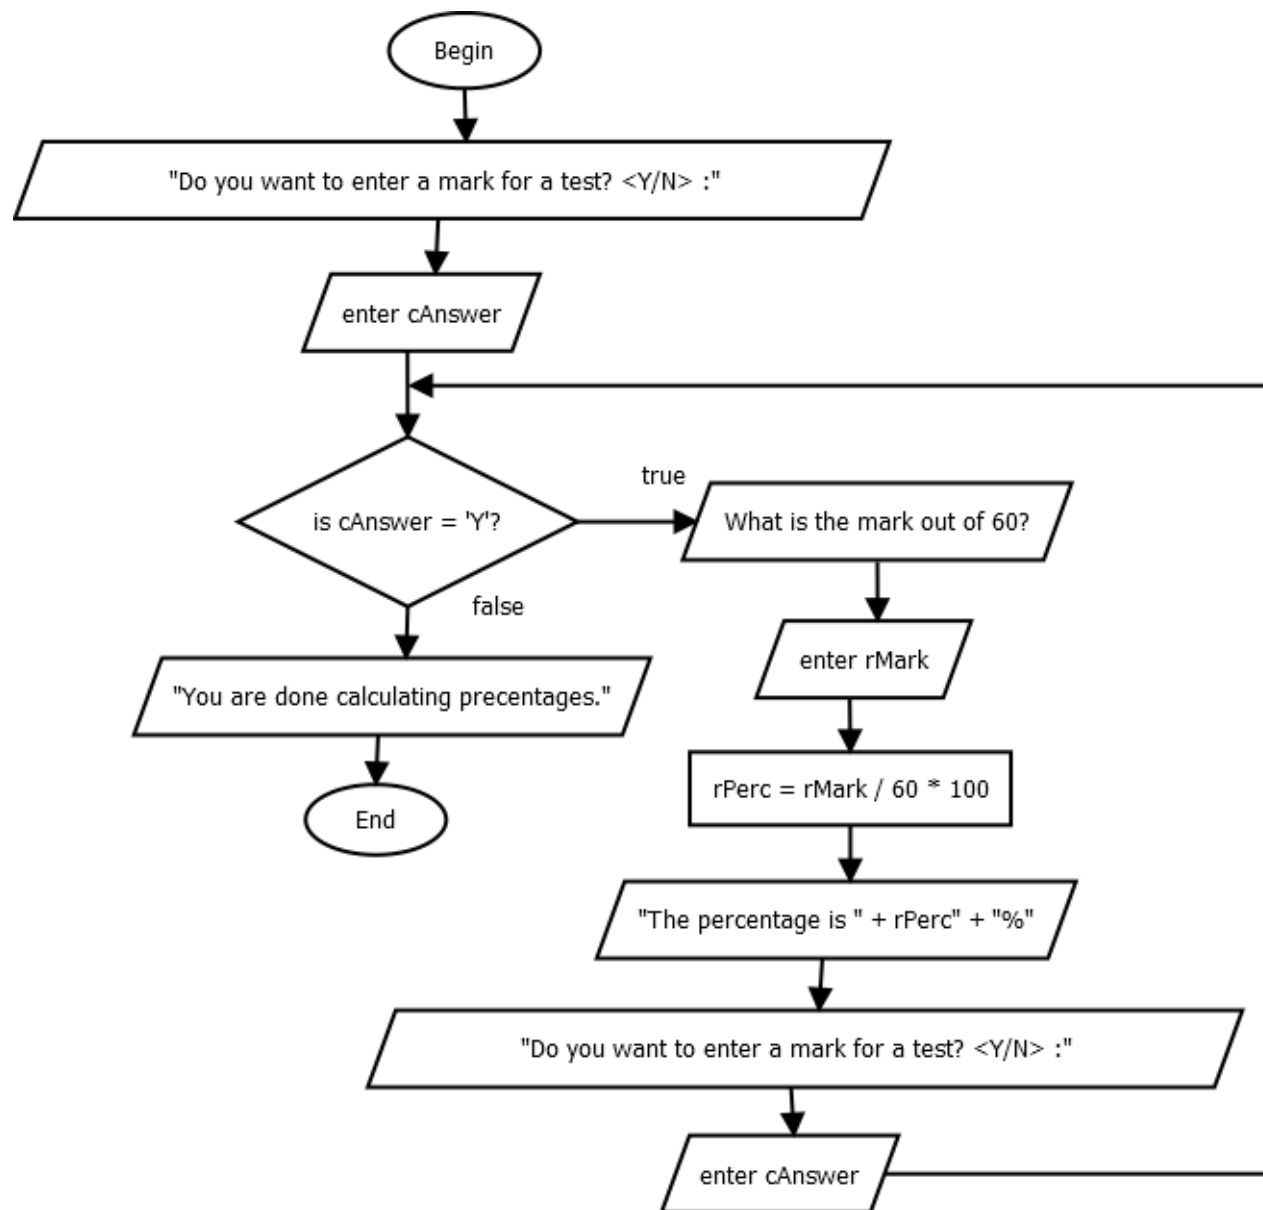 Begin
"Do you want to enter a mark for a test? <Y/N> :"
enter cAnswer
is cAnswer = 'Y'?
true
What is the mark out of 60?
false
enter rMark
"You are done calculating precentages."
rPerc = rMark / 60 * 100
End
"The percentage is " + rPerc" + "%"
"Do you want to enter a mark for a test? <Y/N> :"
enter cAnswer